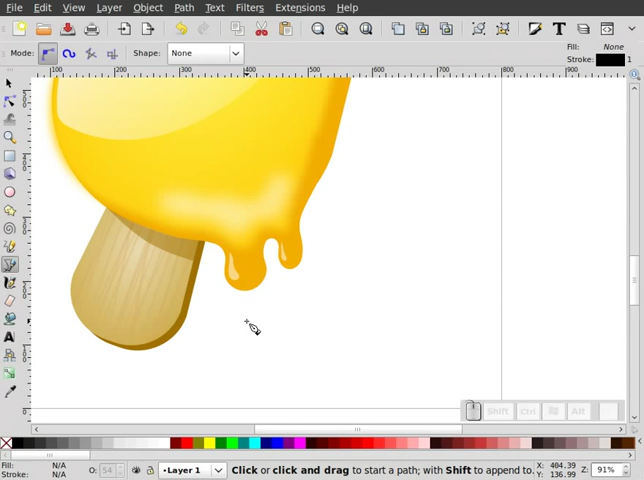 File Edit View Layer Object Path Text Filters Extensions Help
Mode: Shape: None Fill: None
Stroke: 1
100 200 300 400 500 600 700 800 900
Shift Ctrl Alt
Fill: N/A O: 54 Layer 1 Click or click and drag to start a path; with Shift to append to. X: 404.39 Z: 91%
Stroke: N/A Y: 136.99